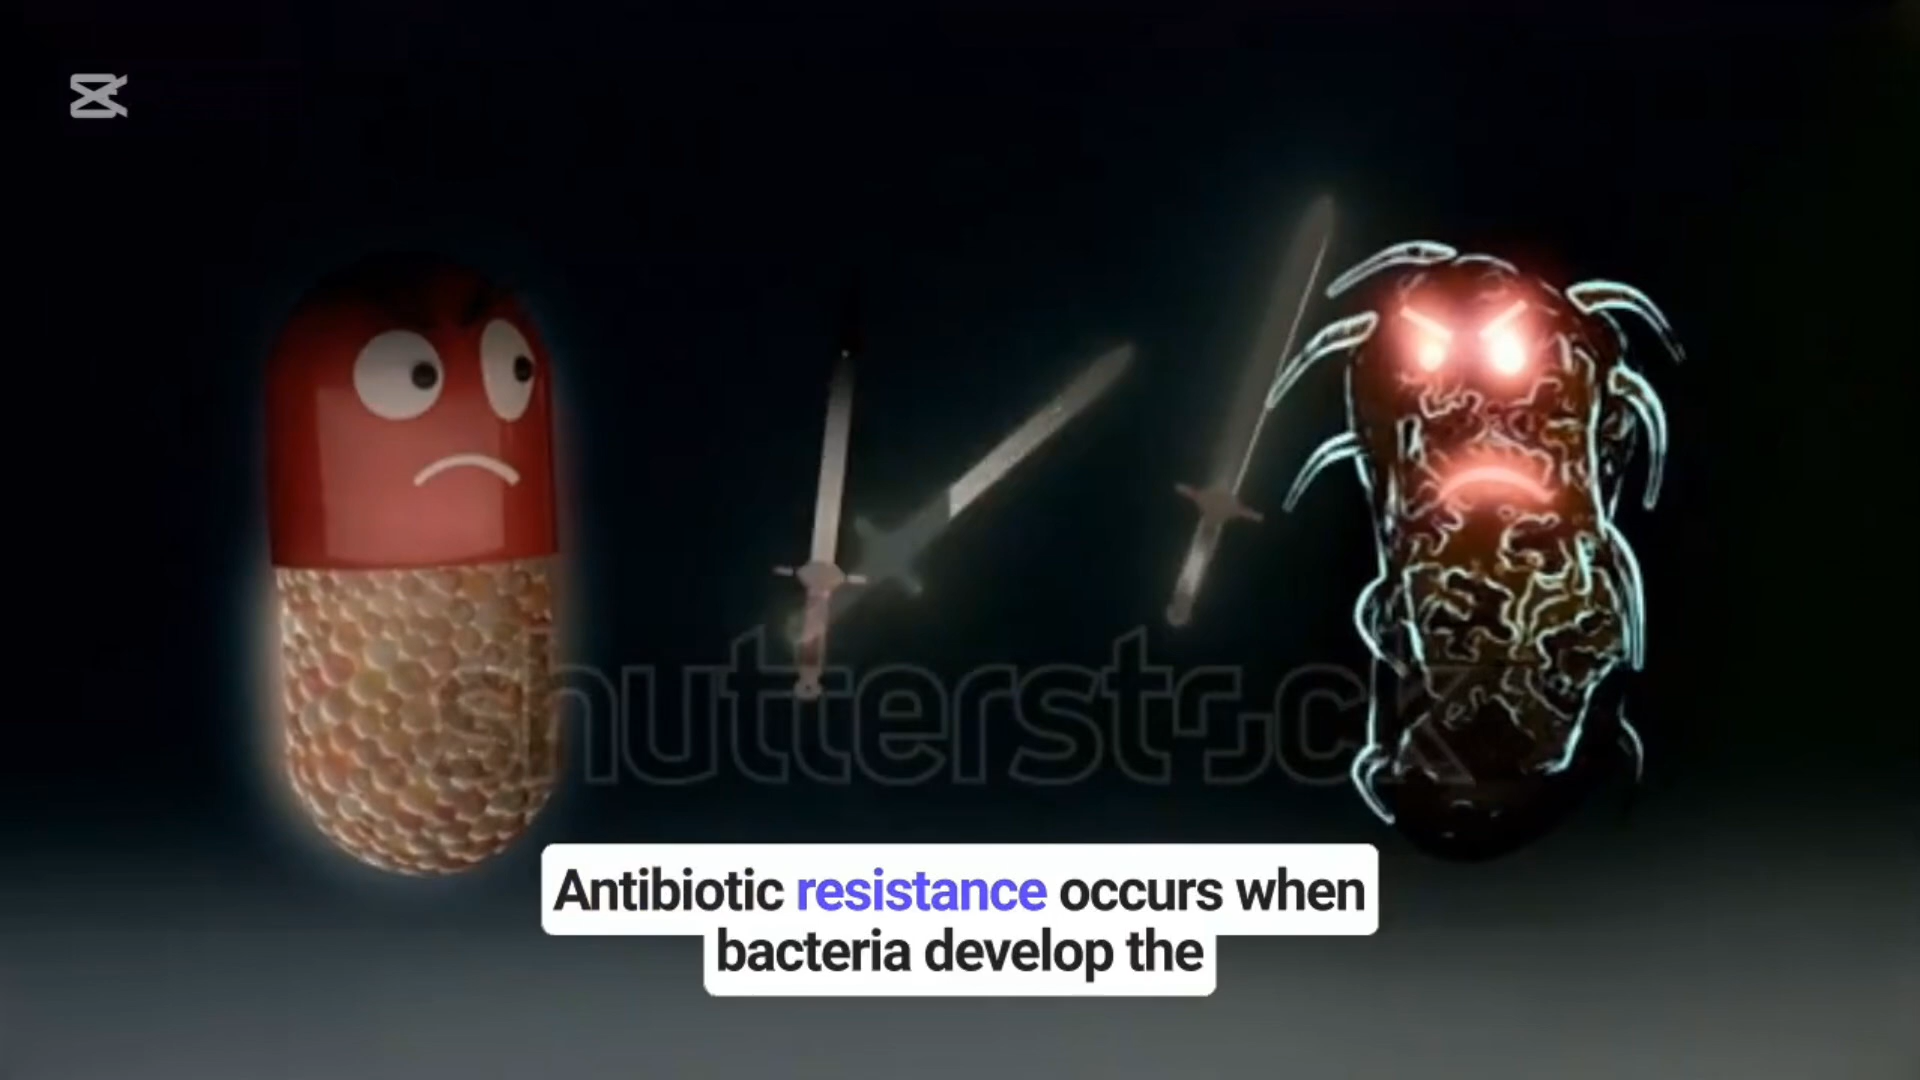 shutterstock
Antibiotic resistance occurs when
bacteria develop the